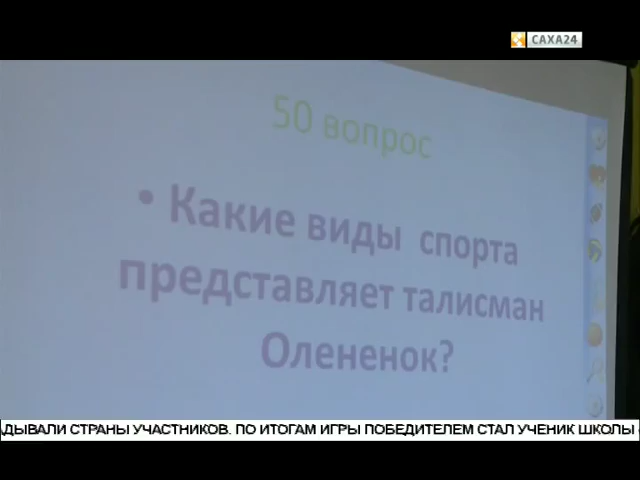 САХА24
50 вопрос
• Какие виды спорта
представляет талисман
Олененок?
ДЫВАЛИ СТРАНЫ УЧАСТНИКОВ. ПО ИТОГАМ ИГРЫ ПОБЕДИТЕЛЕМ СТАЛ УЧЕНИК ШКОЛЫ